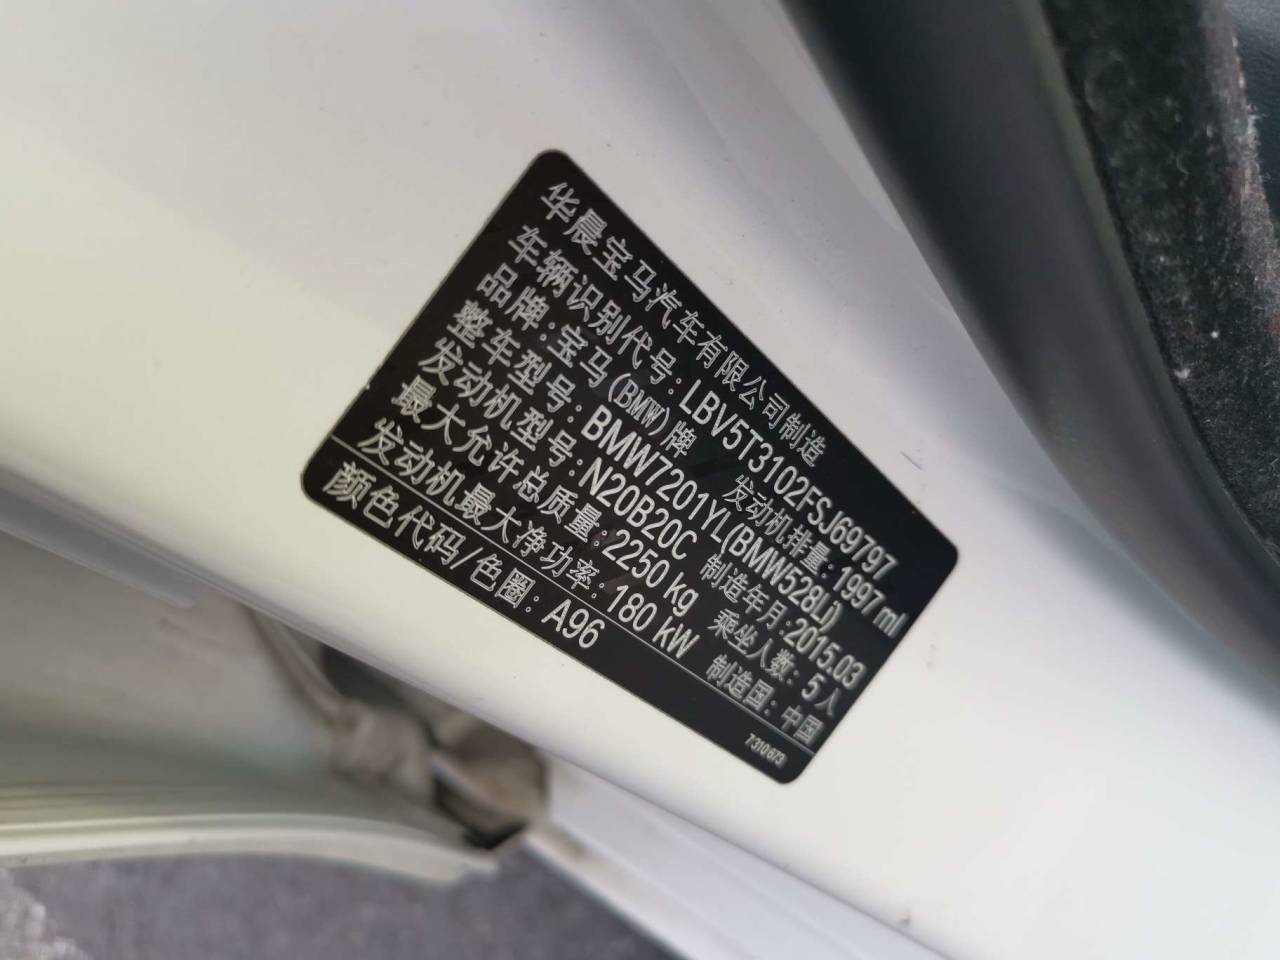 华晨宝马汽车有限公司制造
车辆识别代号: LBV5T3102FSJ69797
品牌: 宝马(BMW)牌 发动机排量: 1997 ml
整车型号: BMW7201YL(BMW528Li)
发动机型号: N20B20C 制造年月: 2015.03
最大允许总质量: 2250 kg 乘坐人数: 5 人
发动机最大净功率: 180 kW 制造国: 中国
颜色代码/色圈: A96
7310673